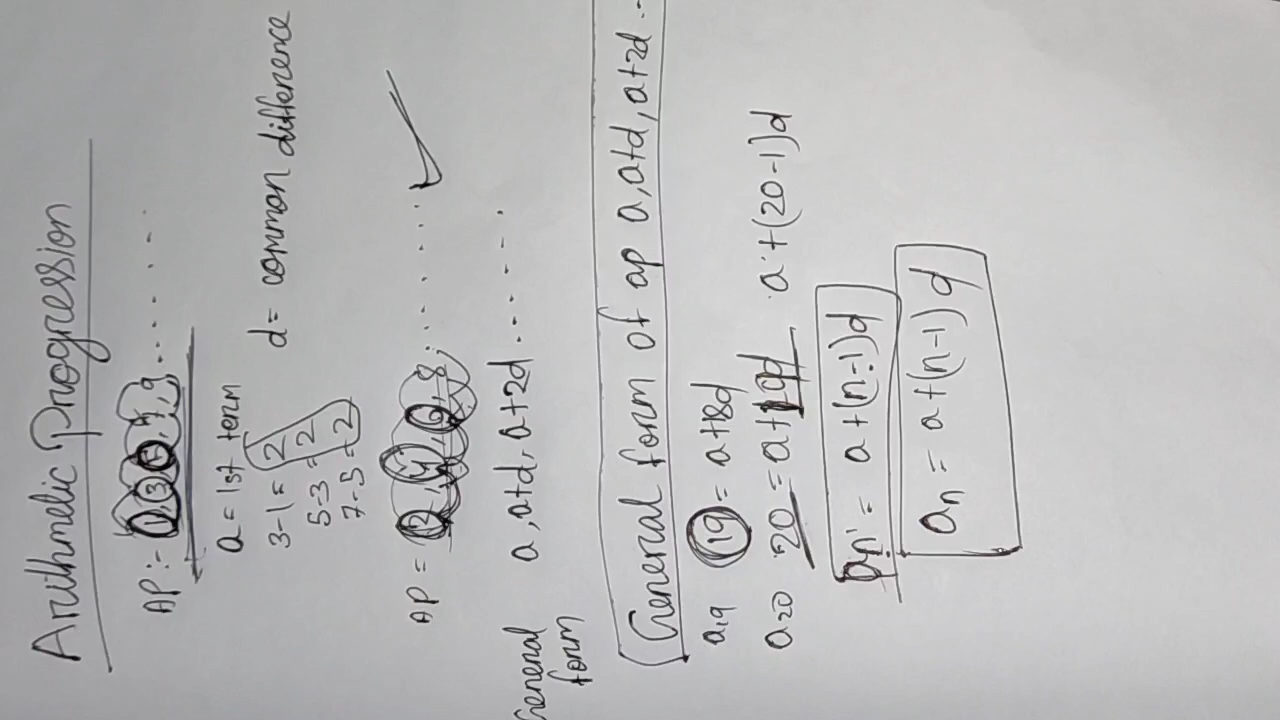 Arithmetic Progression
AP :- 1, 3, 5, 7, 9, ......
a = 1st term
d = common difference
3-1 = 2
5-3 = 2
7-5 = 2
AP = 2, 4, 6, 8, ......
General form
a, a+d, a+2d ........
General form of ap a, a+d, a+2d ..
a19 19 = a+18d
a20 20 = a+19d a+(20-1)d
n = a+(n-1)d
an = a+(n-1)d